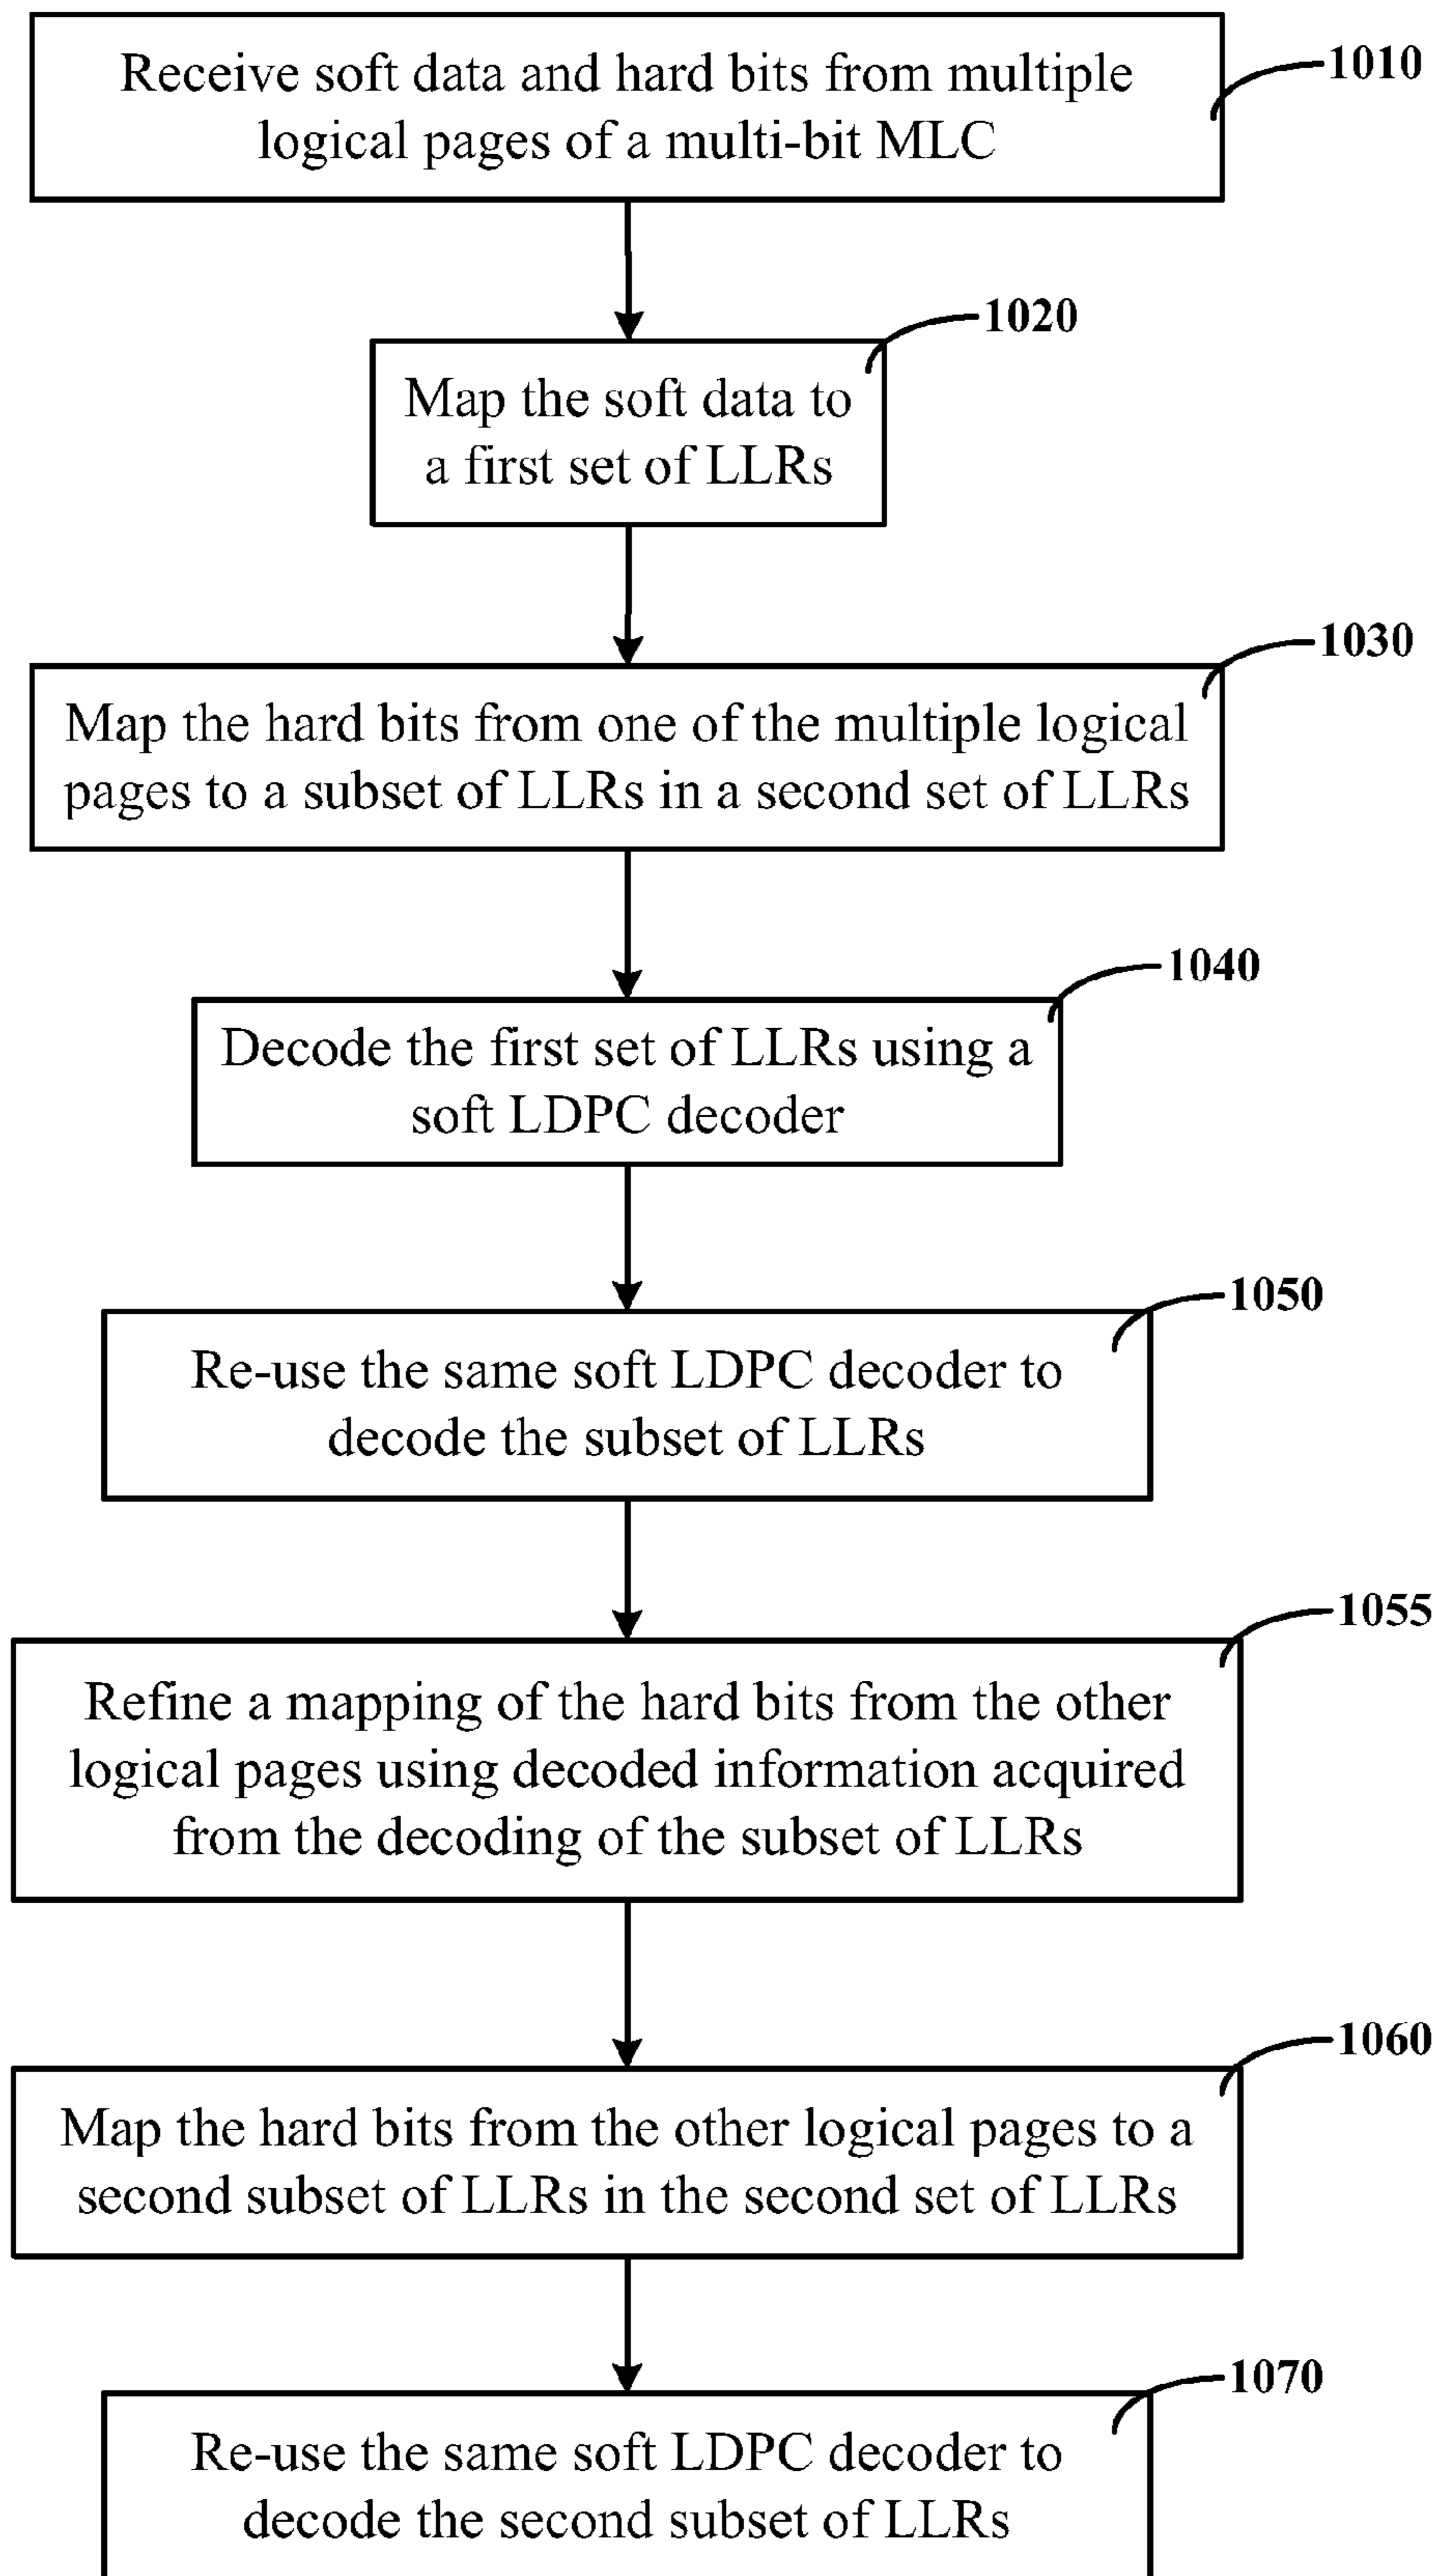 Receive soft data and hard bits from multiple
logical pages of a multi-bit MLC
1010
1020
Map the soft data to
a first set of LLRs
1030
Map the hard bits from one of the multiple logical
pages to a subset of LLRs in a second set of LLRs
1040
Decode the first set of LLRs using a
soft LDPC decoder
1050
Re-use the same soft LDPC decoder to
decode the subset of LLRs
1055
Refine a mapping of the hard bits from the other
logical pages using decoded information acquired
from the decoding of the subset of LLRs
1060
Map the hard bits from the other logical pages to a
second subset of LLRs in the second set of LLRs
1070
Re-use the same soft LDPC decoder to
decode the second subset of LLRs